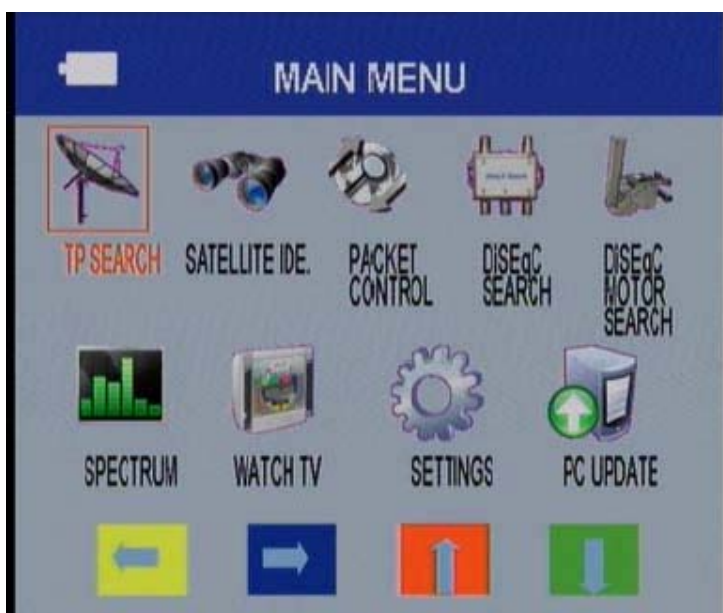 MAIN MENU
TP SEARCH
SATELLITE IDE.
PACKET
CONTROL
DiSEqC
SEARCH
DiSEqC
MOTOR
SEARCH
SPECTRUM
WATCH TV
SETTINGS
PC UPDATE